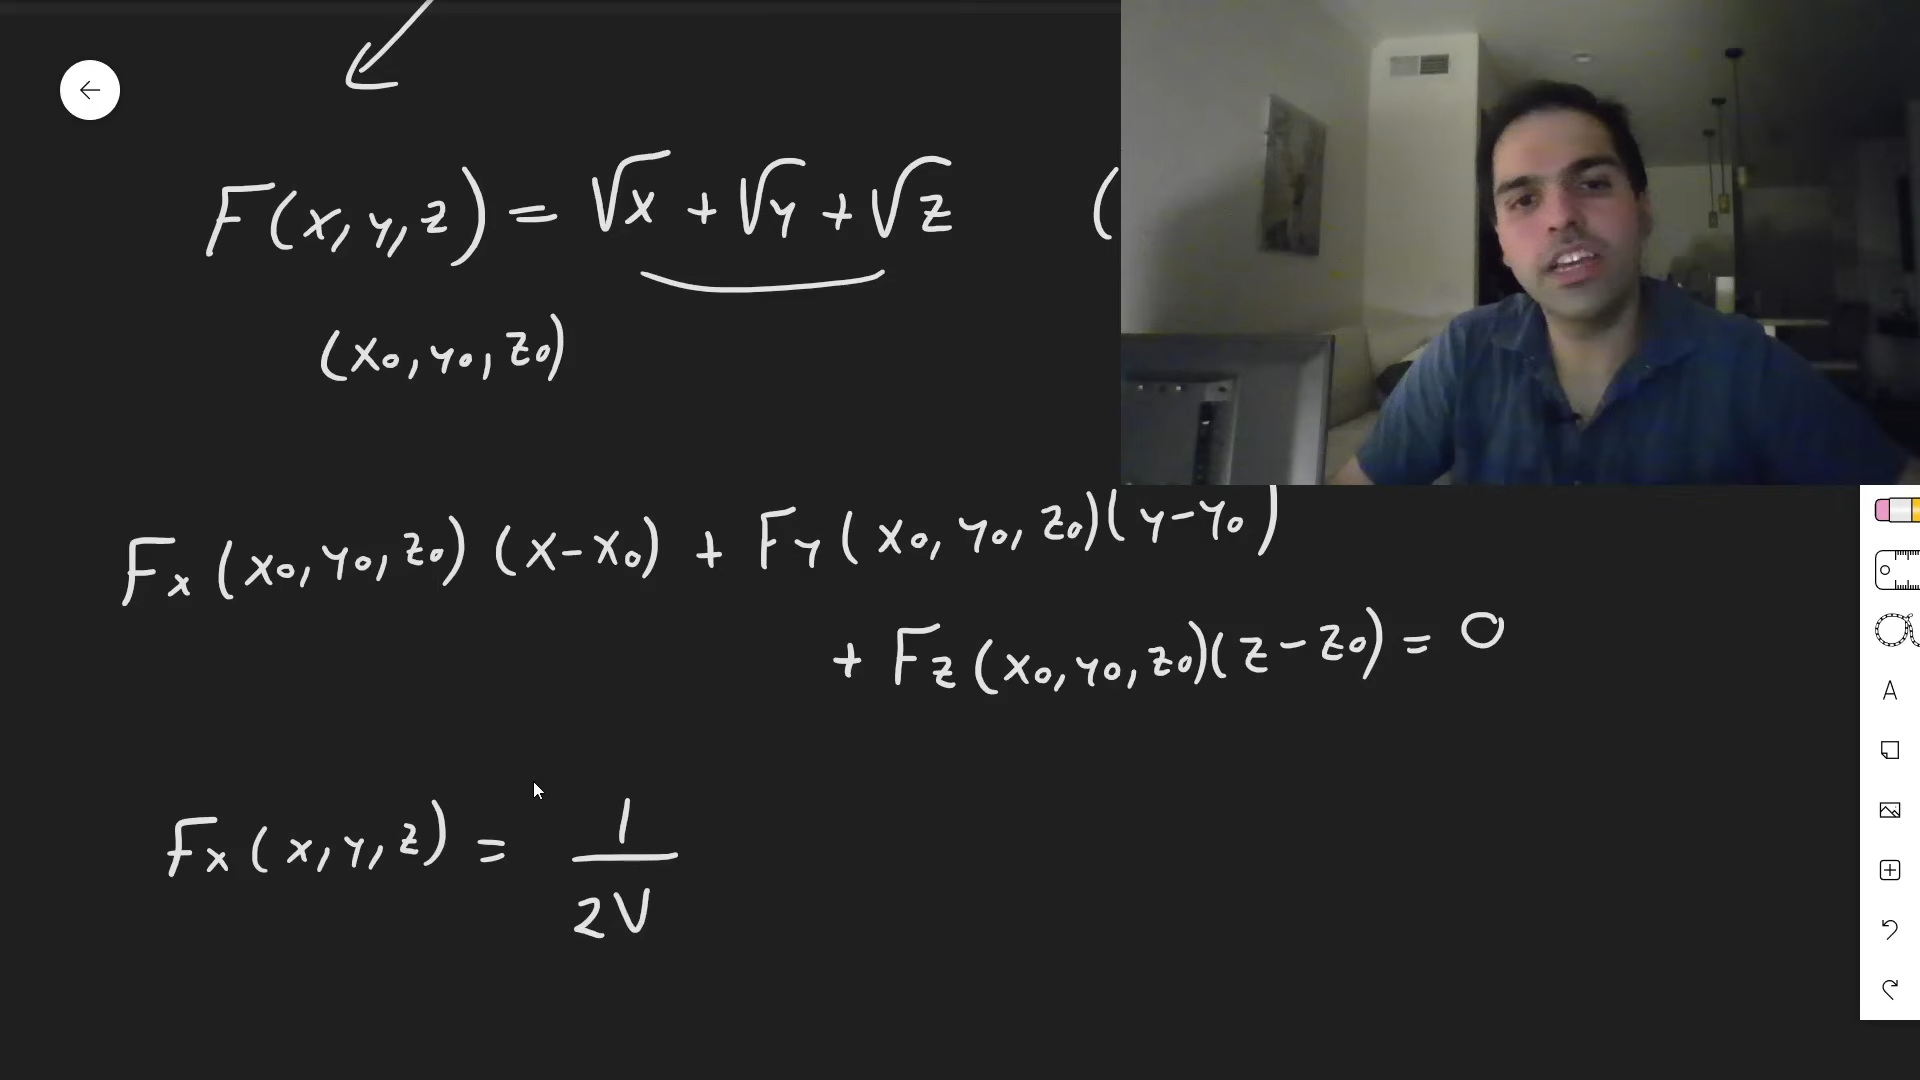 F(x,y,z) = √x + √y + √z (
(x₀,y₀,z₀)
Fx(x₀,y₀,z₀)(x-x₀) + Fy(x₀,y₀,z₀)(y-y₀)
+ Fz(x₀,y₀,z₀)(z-z₀) = 0
Fx(x,y,z) = 1/2√
A